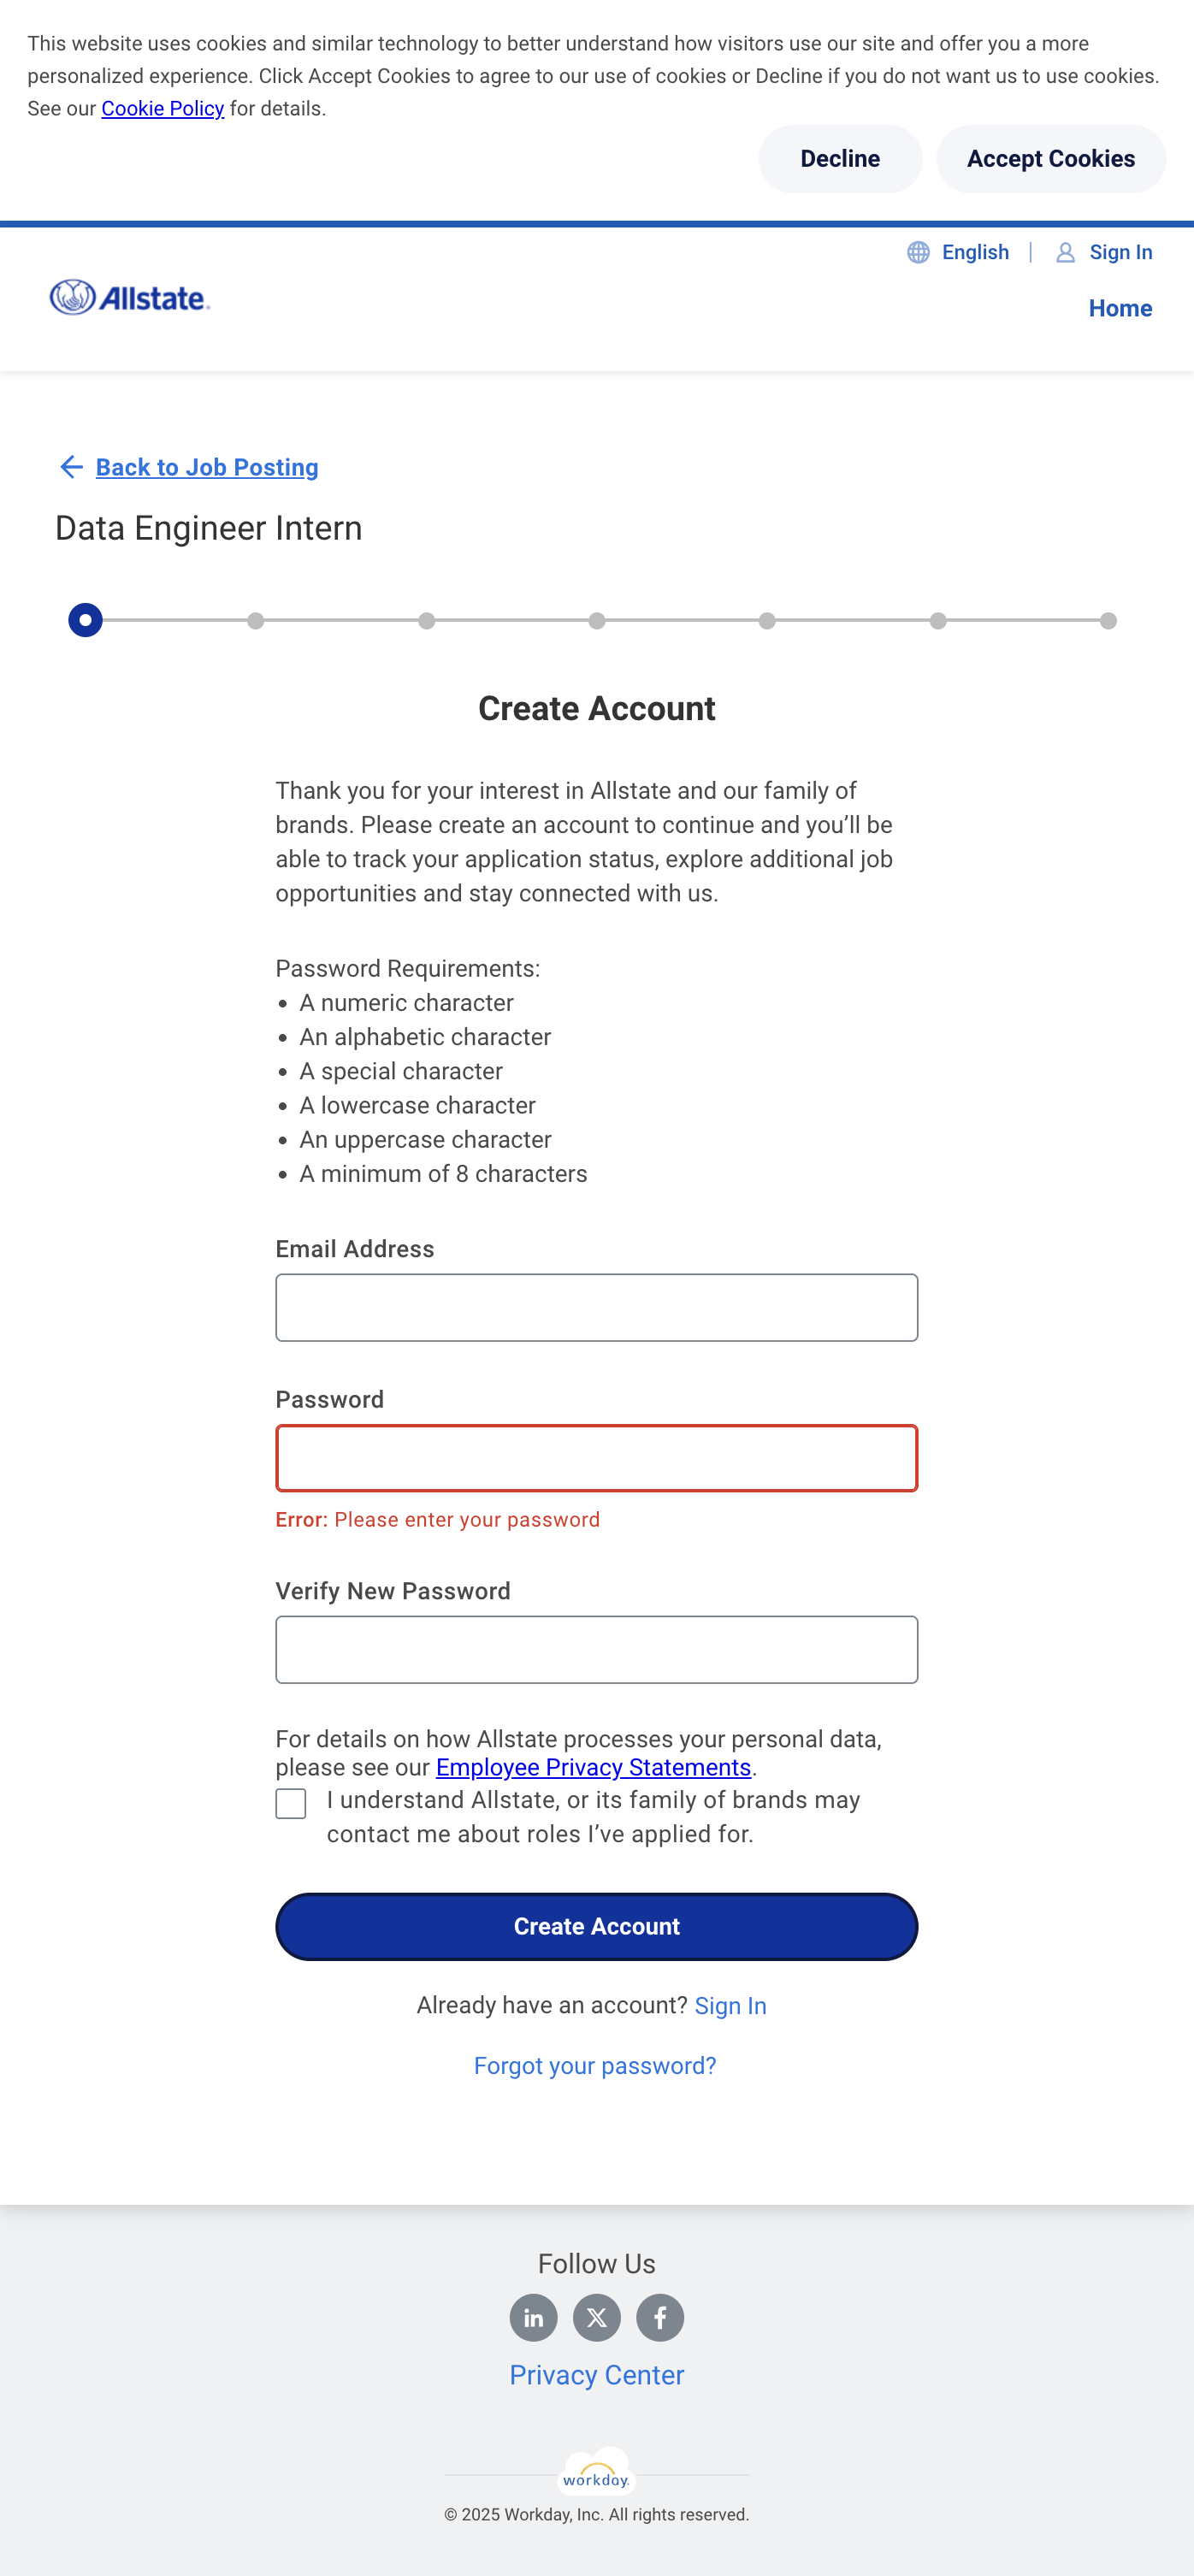 This website uses cookies and similar technology to better understand how visitors use our site and offer you a more
personalized experience. Click Accept Cookies to agree to our use of cookies or Decline if you do not want us to use cookies.
See our Cookie Policy for details.
Decline
Accept Cookies
English
Sign In
Allstate
Home
Back to Job Posting
Data Engineer Intern
Create Account
Thank you for your interest in Allstate and our family of
brands. Please create an account to continue and you’ll be
able to track your application status, explore additional job
opportunities and stay connected with us.
Password Requirements:
• A numeric character
• An alphabetic character
• A special character
• A lowercase character
• An uppercase character
• A minimum of 8 characters
Email Address
Password
Error: Please enter your password
Verify New Password
For details on how Allstate processes your personal data,
please see our Employee Privacy Statements.
I understand Allstate, or its family of brands may
contact me about roles I’ve applied for.
Create Account
Already have an account? Sign In
Forgot your password?
Follow Us
in X f
Privacy Center
workday.
© 2025 Workday, Inc. All rights reserved.